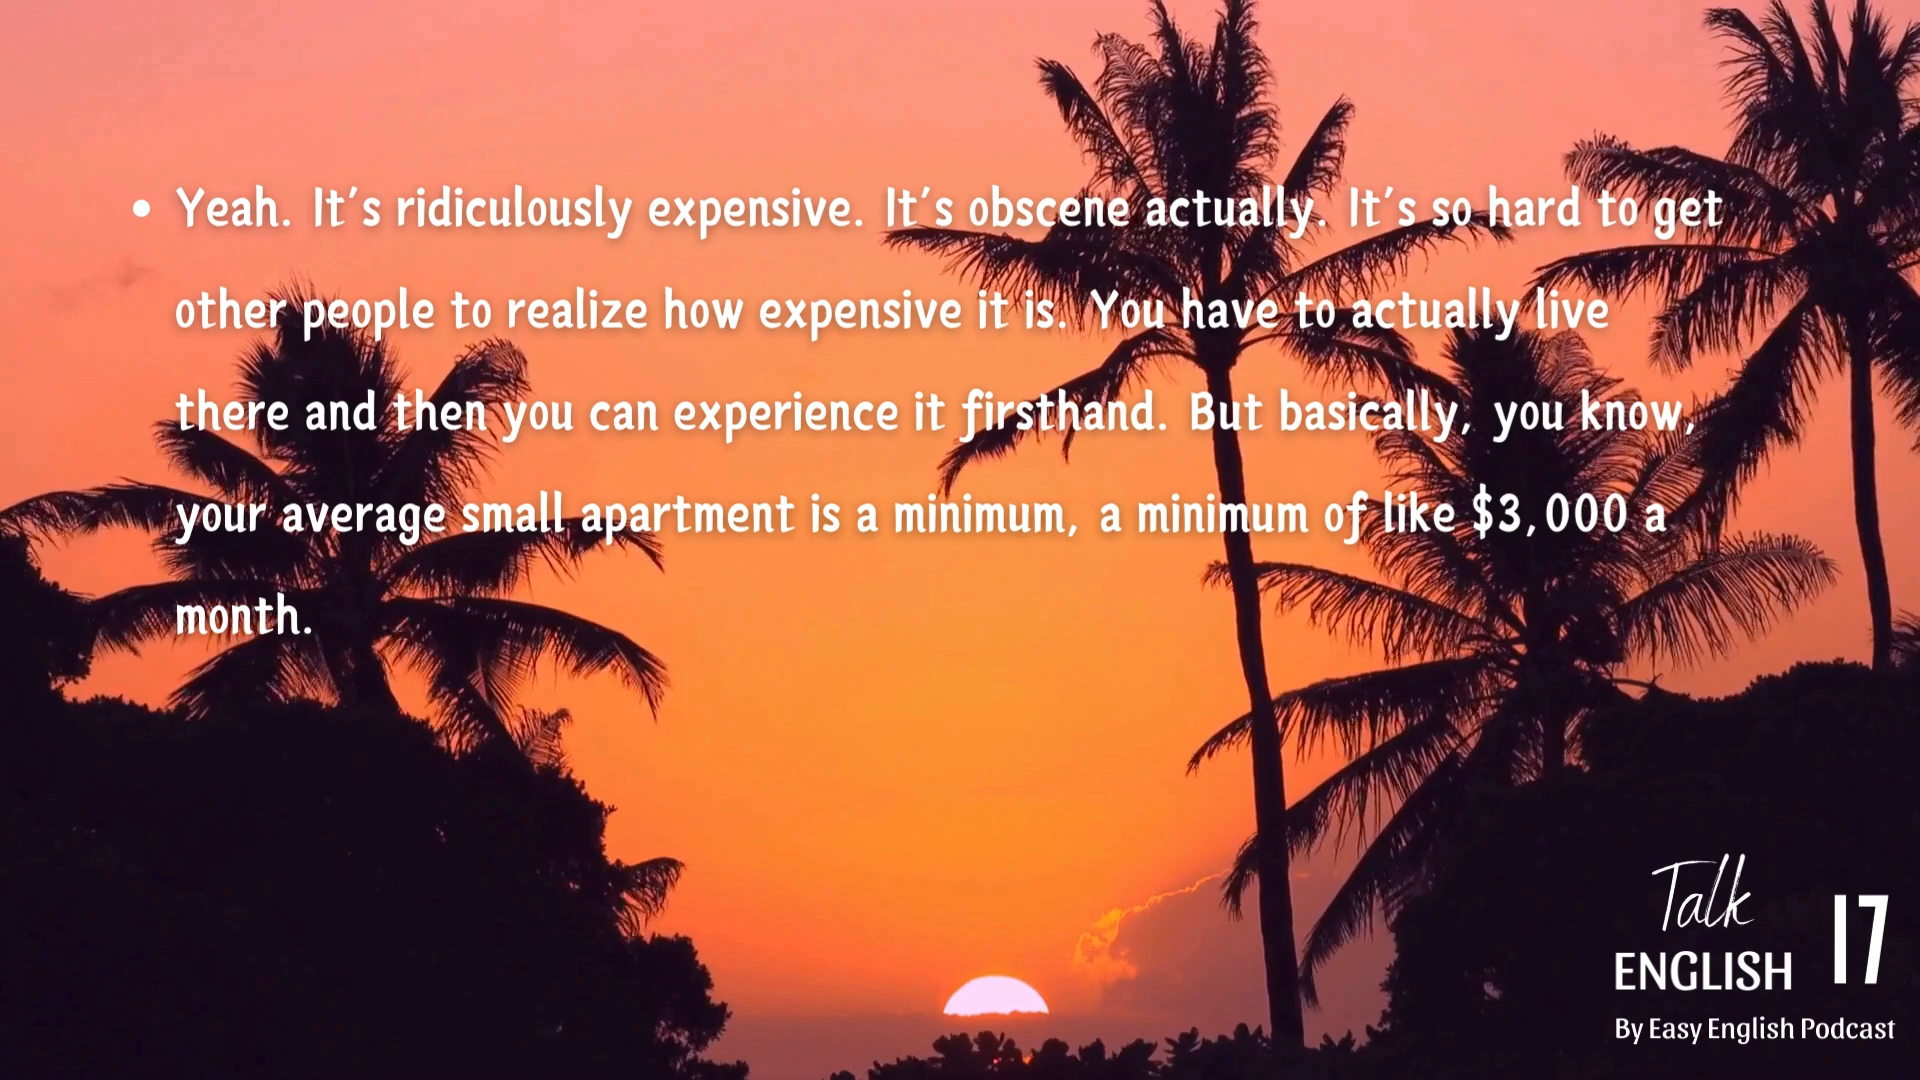 • Yeah. It's ridiculously expensive. It's obscene actually. It's so hard to get
other people to realize how expensive it is. You have to actually live
there and then you can experience it firsthand. But basically, you know,
your average small apartment is a minimum, a minimum of like $3,000 a
month.
Talk
ENGLISH 17
By Easy English Podcast